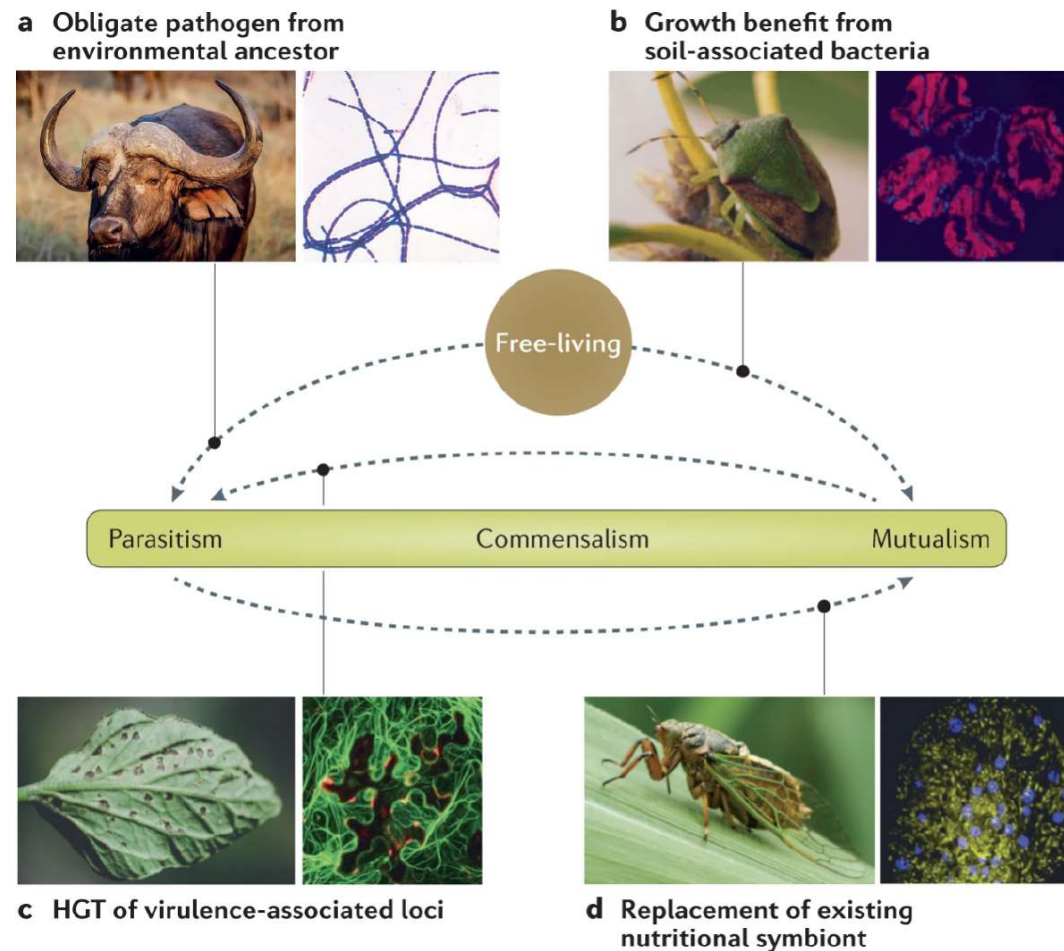 a Obligate pathogen from
environmental ancestor
b Growth benefit from
soil-associated bacteria
Free-living
Parasitism
Commensalism
Mutualism
c HGT of virulence-associated loci
d Replacement of existing
nutritional symbiont